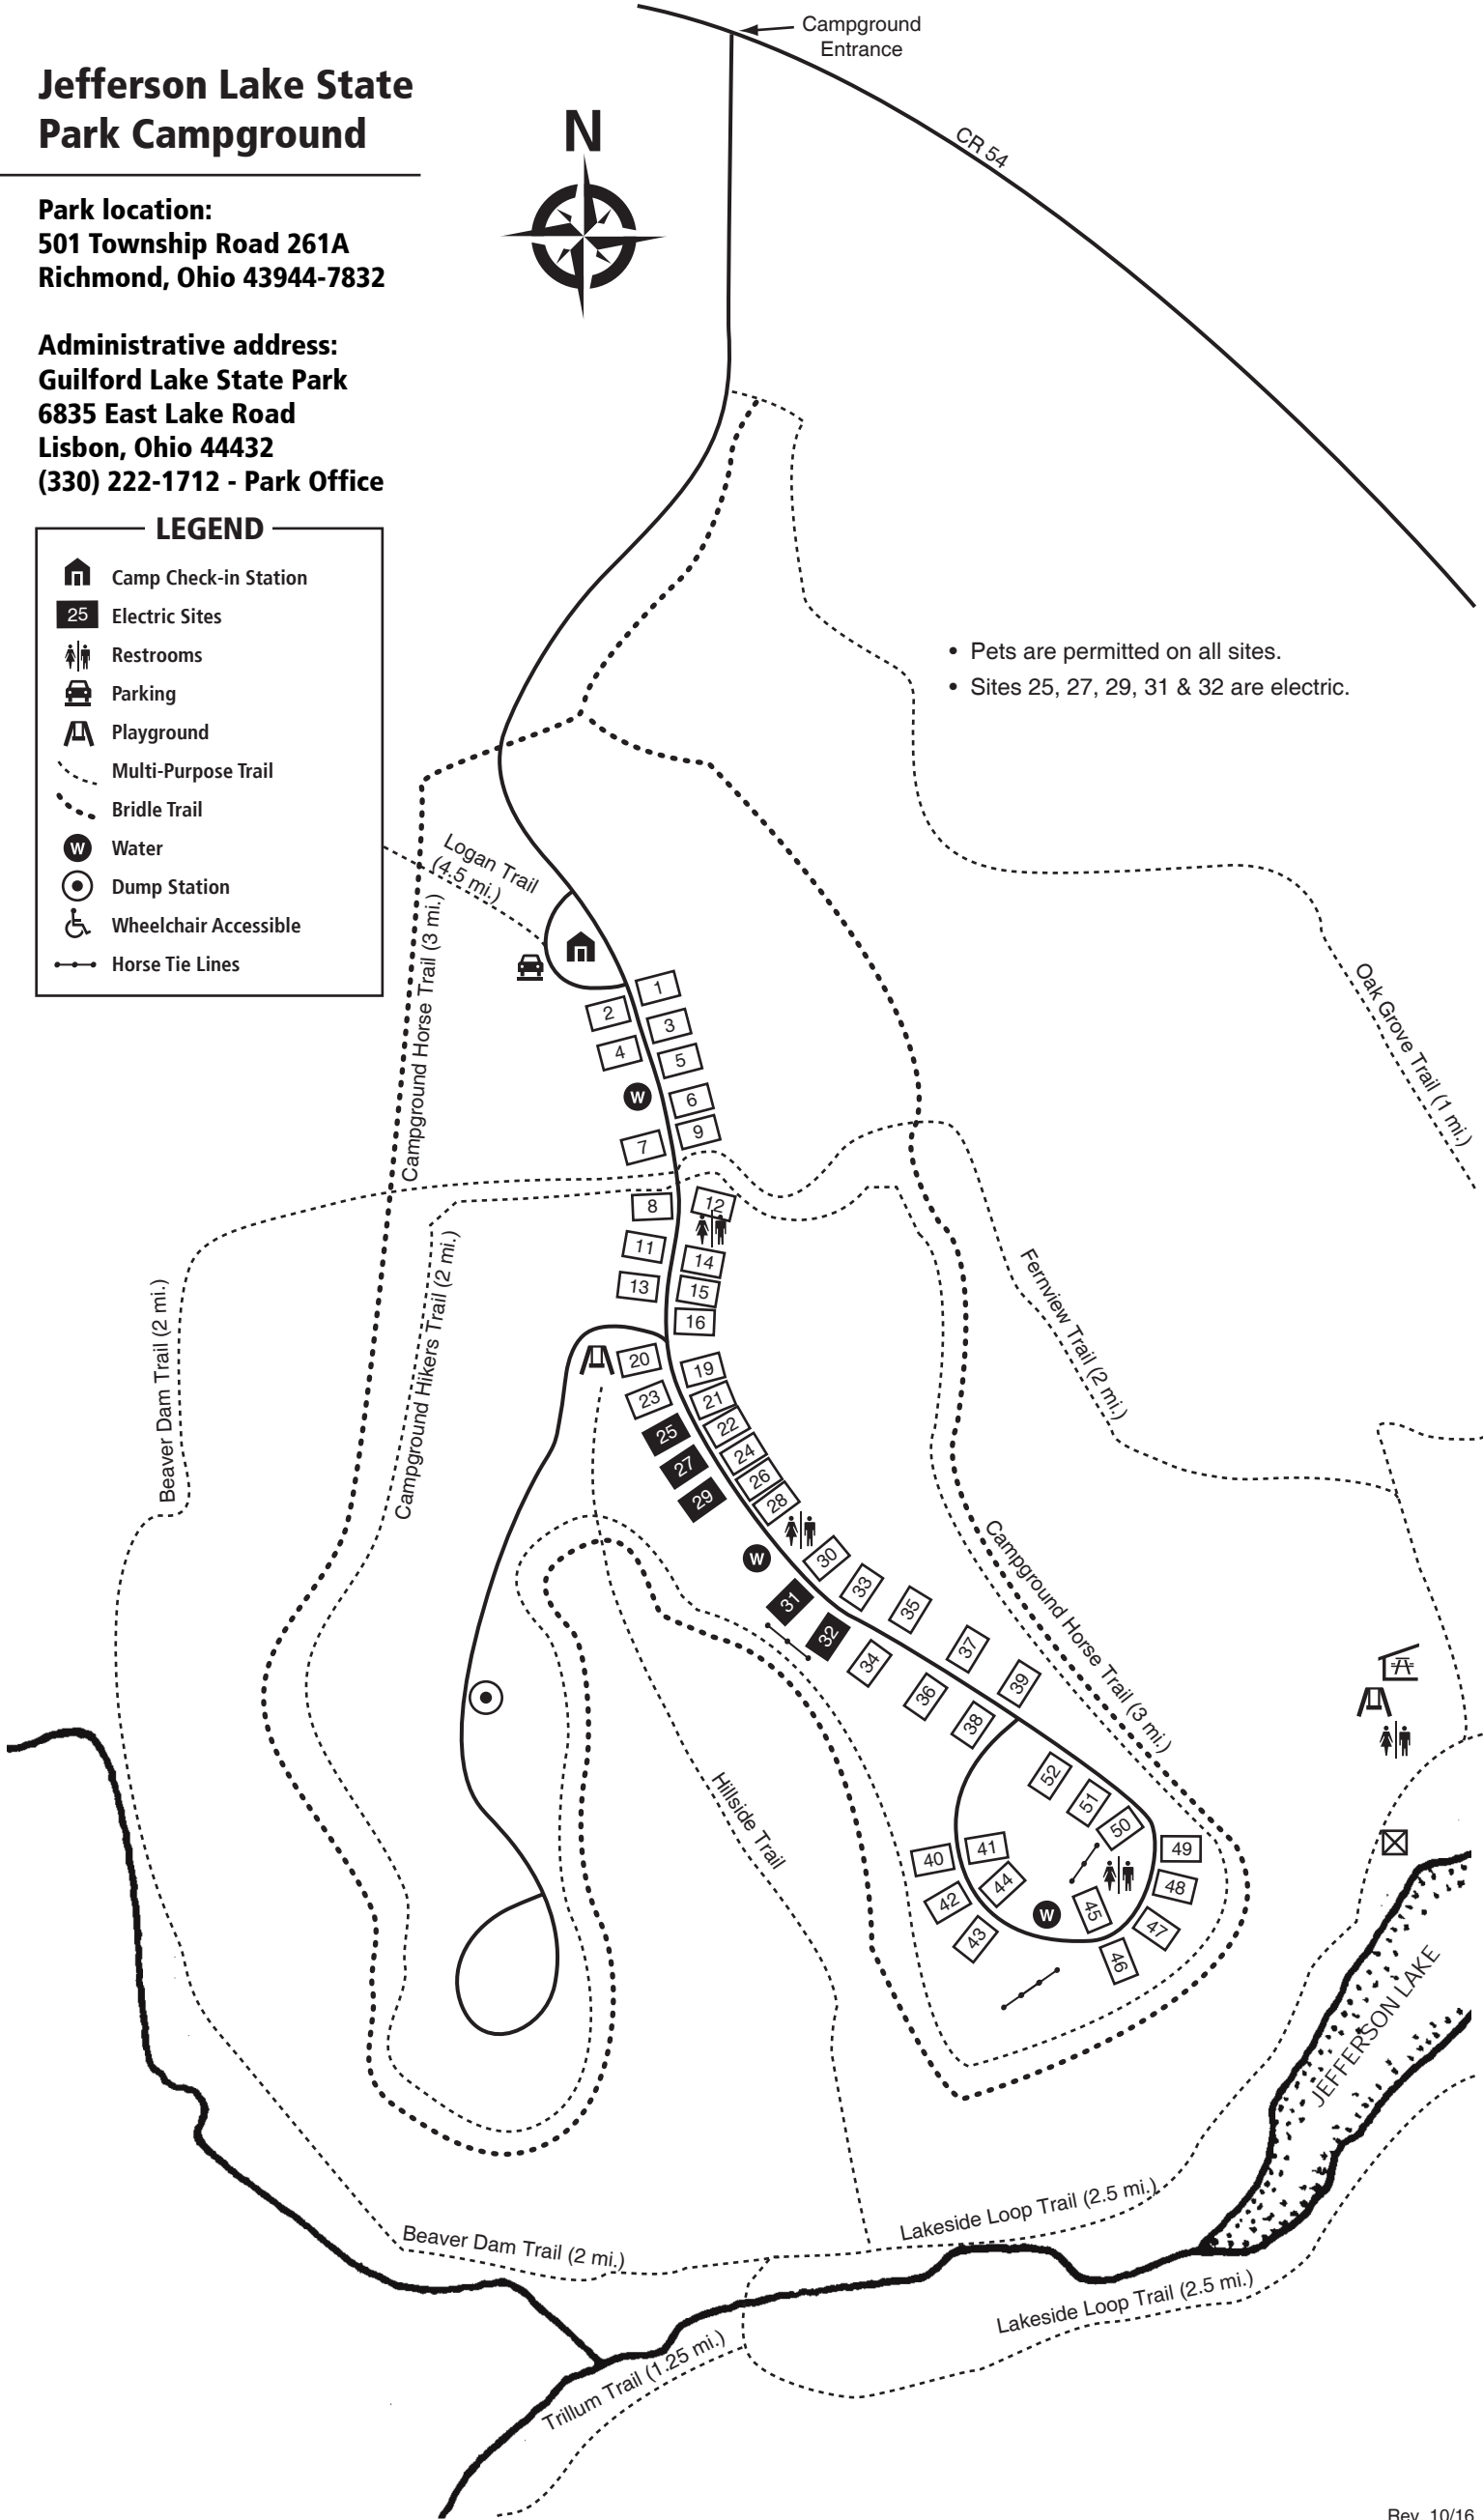 Campground
Entrance
Jefferson Lake State
Park Campground
N
CR 54
Park location:
501 Township Road 261A
Richmond, Ohio 43944-7832
Administrative address:
Guilford Lake State Park
6835 East Lake Road
Lisbon, Ohio 44432
(330) 222-1712 - Park Office
LEGEND
Camp Check-in Station
25 Electric Sites
Restrooms
Parking
Playground
Multi-Purpose Trail
Bridle Trail
W Water
Dump Station
Wheelchair Accessible
Horse Tie Lines
• Pets are permitted on all sites.
• Sites 25, 27, 29, 31 & 32 are electric.
Logan Trail
(4.5 mi.)
Campground Horse Trail (3 mi.)
Oak Grove Trail (1 mi.)
1
2
3
4
5
W
6
9
7
8
12
11
14
13
15
16
Fernview Trail (2 mi.)
Beaver Dam Trail (2 mi.)
Campground Hikers Trail (2 mi.)
20
19
23
21
25
22
27
24
29
26
28
W
30
31
33
32
35
34
37
36
39
38
Campground Horse Trail (3 mi.)
52
51
50
49
40
41
44
48
42
W
45
47
43
46
Hillside Trail
JEFFERSON LAKE
Lakeside Loop Trail (2.5 mi.)
Beaver Dam Trail (2 mi.)
Lakeside Loop Trail (2.5 mi.)
Trillum Trail (1.25 mi.)
Rev. 10/16